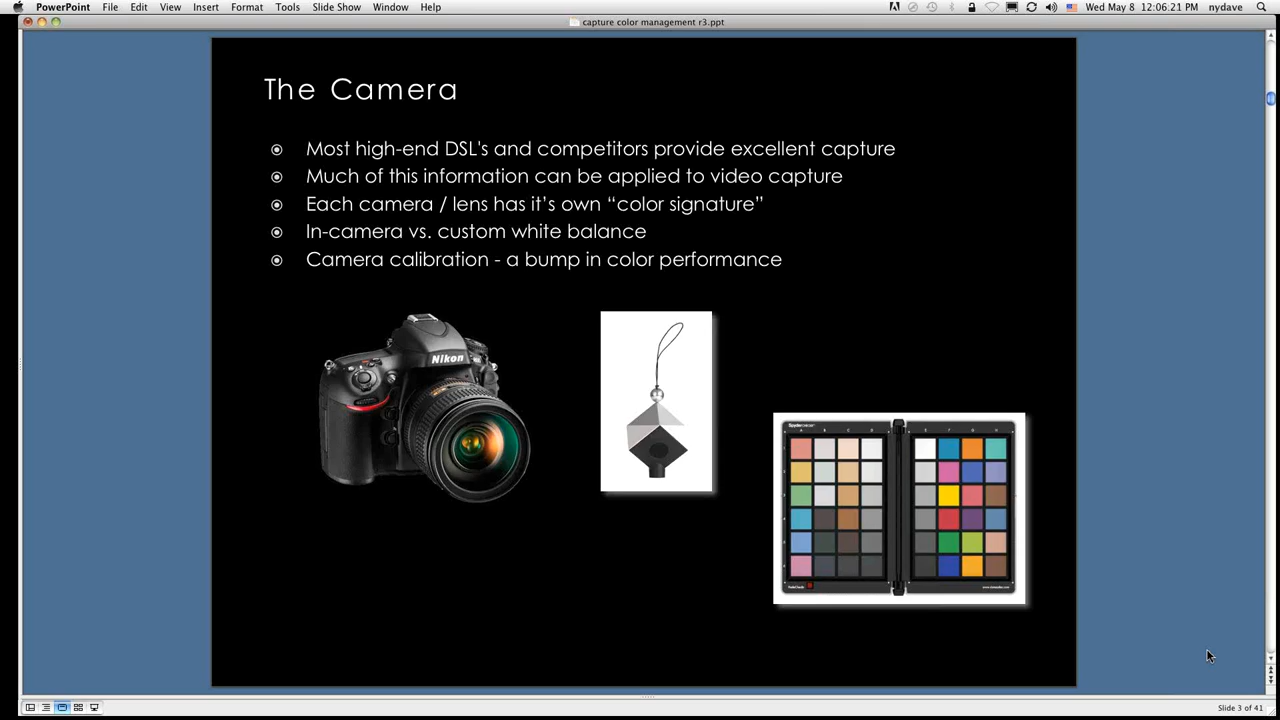 PowerPoint File Edit View Insert Format Tools Slide Show Window Help Wed May 8 12:06:21 PM nydave
capture color management r3.ppt
The Camera
Most high-end DSL's and competitors provide excellent capture
Much of this information can be applied to video capture
Each camera / lens has it’s own “color signature”
In-camera vs. custom white balance
Camera calibration - a bump in color performance
Nikon
A B C D E F G H
Slide 3 of 41